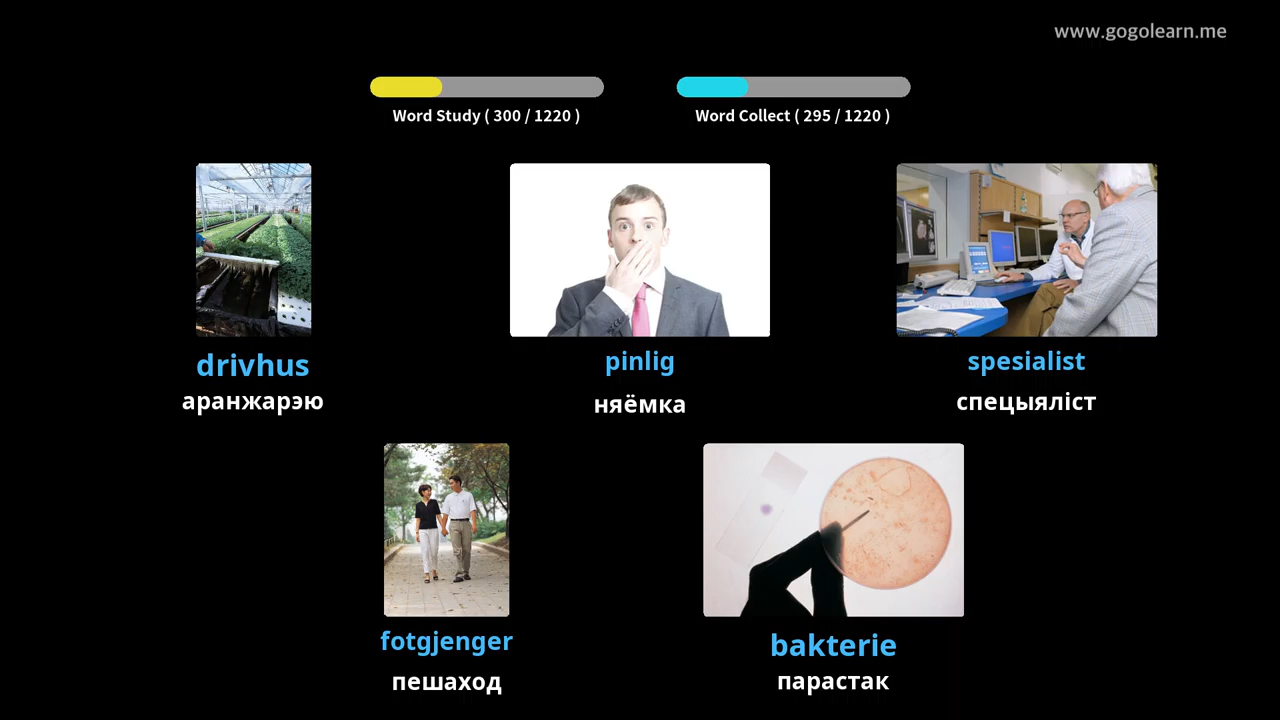 www.gogolearn.me
Word Study ( 300 / 1220 )
Word Collect ( 295 / 1220 )
drivhus
аранжарэю
pinlig
няёмка
spesialist
спецыяліст
fotgjenger
пешаход
bakterie
парастак